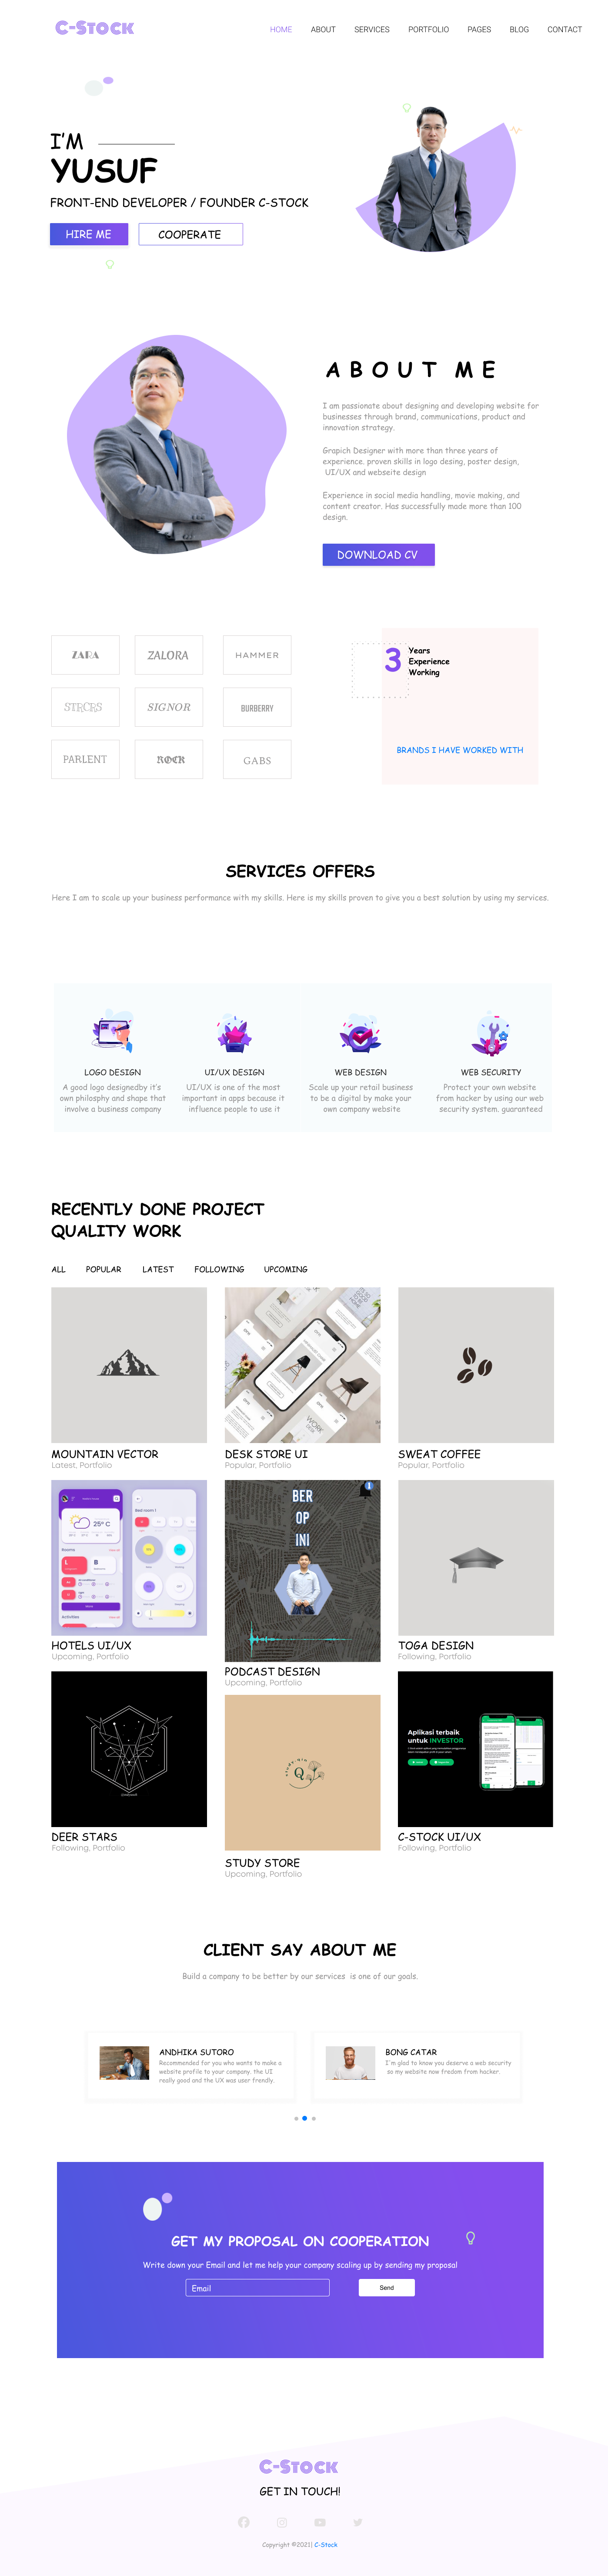 C-STOCK
HOME ABOUT SERVICES PORTFOLIO PAGES BLOG CONTACT
I'M
YUSUF
FRONT-END DEVELOPER / FOUNDER C-STOCK
HIRE ME COOPERATE
ABOUT ME
I am passionate about designing and developing website for
businesses through brand, communications, product and
innovation strategy.
Grapich Designer with more than three years of
experience. proven skills in logo desing, poster design,
UI/UX and webseite design
Experience in social media handling, movie making, and
content creator. Has successfully made more than 100
design.
DOWNLOAD CV
ZARA ZALORA HAMMER
STRCRS SIGNOR BURBERRY
PARLENT ROCK GABS
3
Years
Experience
Working
BRANDS I HAVE WORKED WITH
SERVICES OFFERS
Here I am to scale up your business performance with my skills. Here is my skills proven to give you a best solution by using my services.
LOGO DESIGN
A good logo designedby it's
own philosphy and shape that
involve a business company
UI/UX DESIGN
UI/UX is one of the most
important in apps because it
influence people to use it
WEB DESIGN
Scale up your retail business
to be a digital by make your
own company website
WEB SECURITY
Protect your own website
from hacker by using our web
security system. guaranteed
RECENTLY DONE PROJECT
QUALITY WORK
ALL POPULAR LATEST FOLLOWING UPCOMING
MOUNTAIN VECTOR
Latest, Portfolio
DESK STORE UI
Popular, Portfolio
SWEAT COFFEE
Popular, Portfolio
25° C
Rooms
Activities
Bed room 1
HOTELS UI/UX
Upcoming, Portfolio
BER
OP
INI
1
PODCAST DESIGN
Upcoming, Portfolio
TOGA DESIGN
Following, Portfolio
DEER STARS
Following, Portfolio
Q
STUDY STORE
Upcoming, Portfolio
Aplikasi terbaik
untuk INVESTOR
C-STOCK UI/UX
Following, Portfolio
CLIENT SAY ABOUT ME
Build a company to be better by our services is one of our goals.
ANDHIKA SUTORO
Recommended for you who wants to make a
website profile to your company. the UI
really good and the UX was user frendly.
BONG CATAR
I'm glad to know you deserve a web security
so my website now fredom from hacker.
GET MY PROPOSAL ON COOPERATION
Write down your Email and let me help your company scaling up by sending my proposal
Email Send
C-STOCK
GET IN TOUCH!
Copyright ©2021| C-Stock